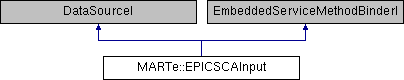 DataSourceI
EmbeddedServiceMethodBinderI
MARTe::EPICSCAInput